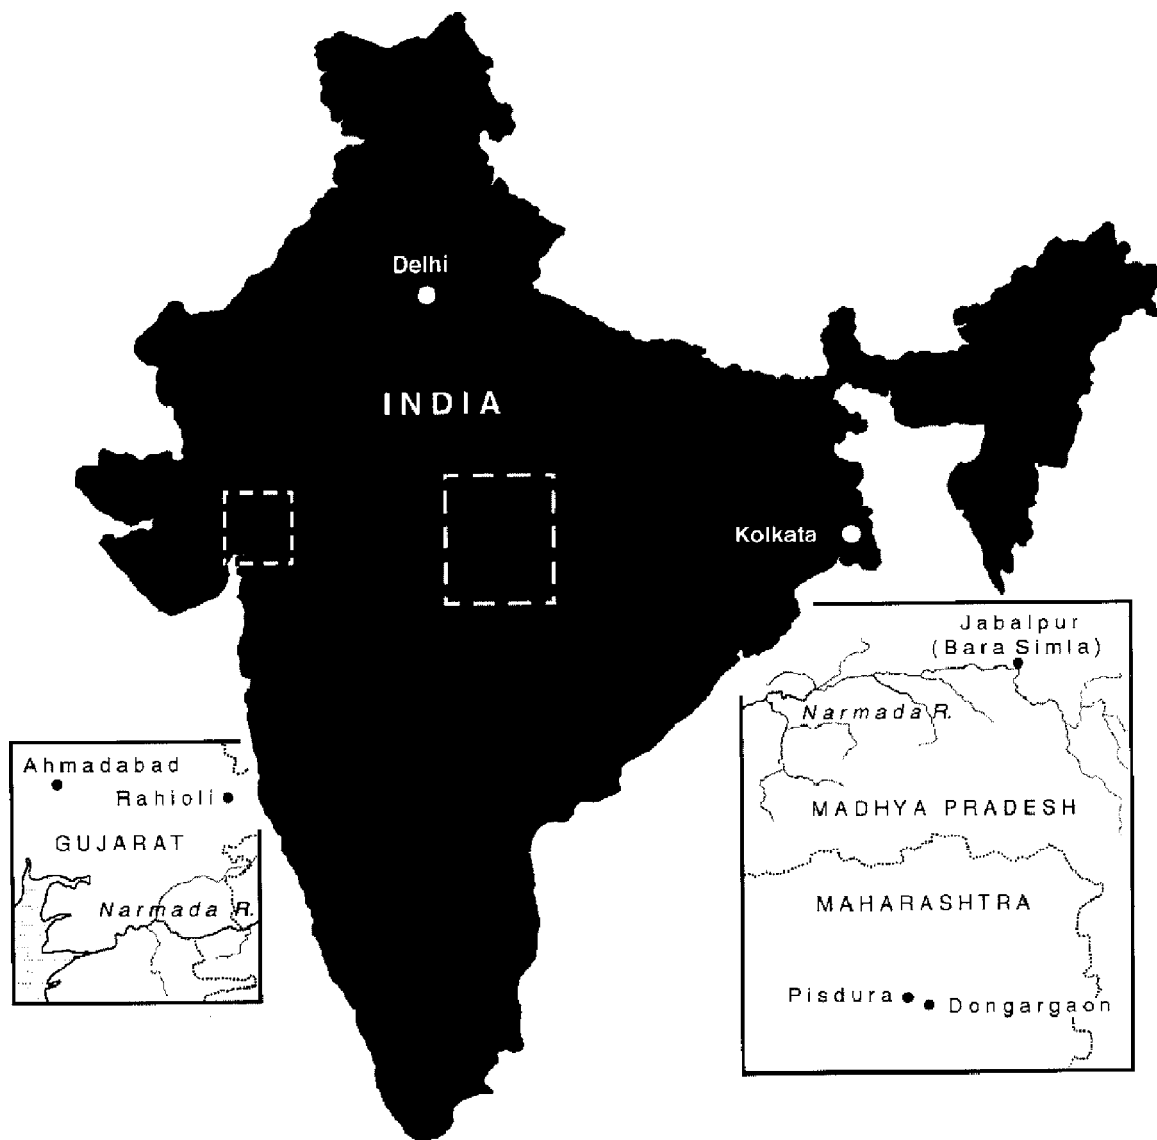 Delhi
INDIA
Kolkata
Jabalpur
(Bara Simla)
Narmada R.
MADHYA PRADESH
MAHARASHTRA
Pisdura
Dongargaon
Ahmadabad
Rahioli
GUJARAT
Narmada R.